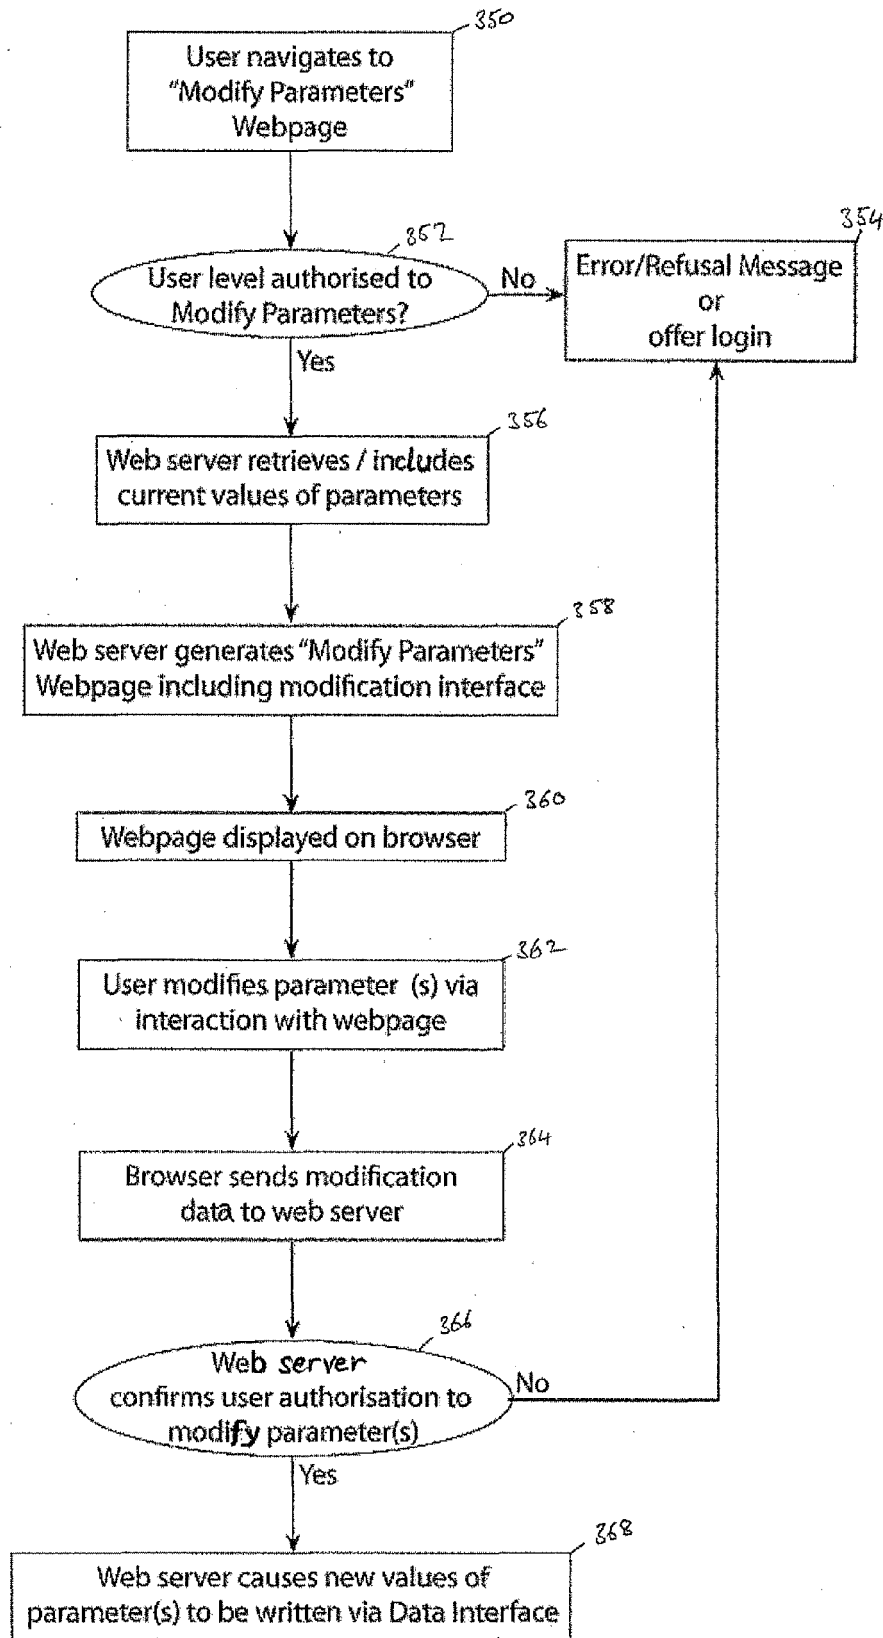 350
User navigates to
"Modify Parameters"
Webpage
352
User level authorised to
Modify Parameters?
No
354
Error/Refusal Message
or
offer login
Yes
356
Web server retrieves / includes
current values of parameters
358
Web server generates "Modify Parameters"
Webpage including modification interface
360
Webpage displayed on browser
362
User modifies parameter (s) via
interaction with webpage
364
Browser sends modification
data to web server
366
Web server
confirms user authorisation to
modify parameter(s)
No
Yes
368
Web server causes new values of
parameter(s) to be written via Data Interface